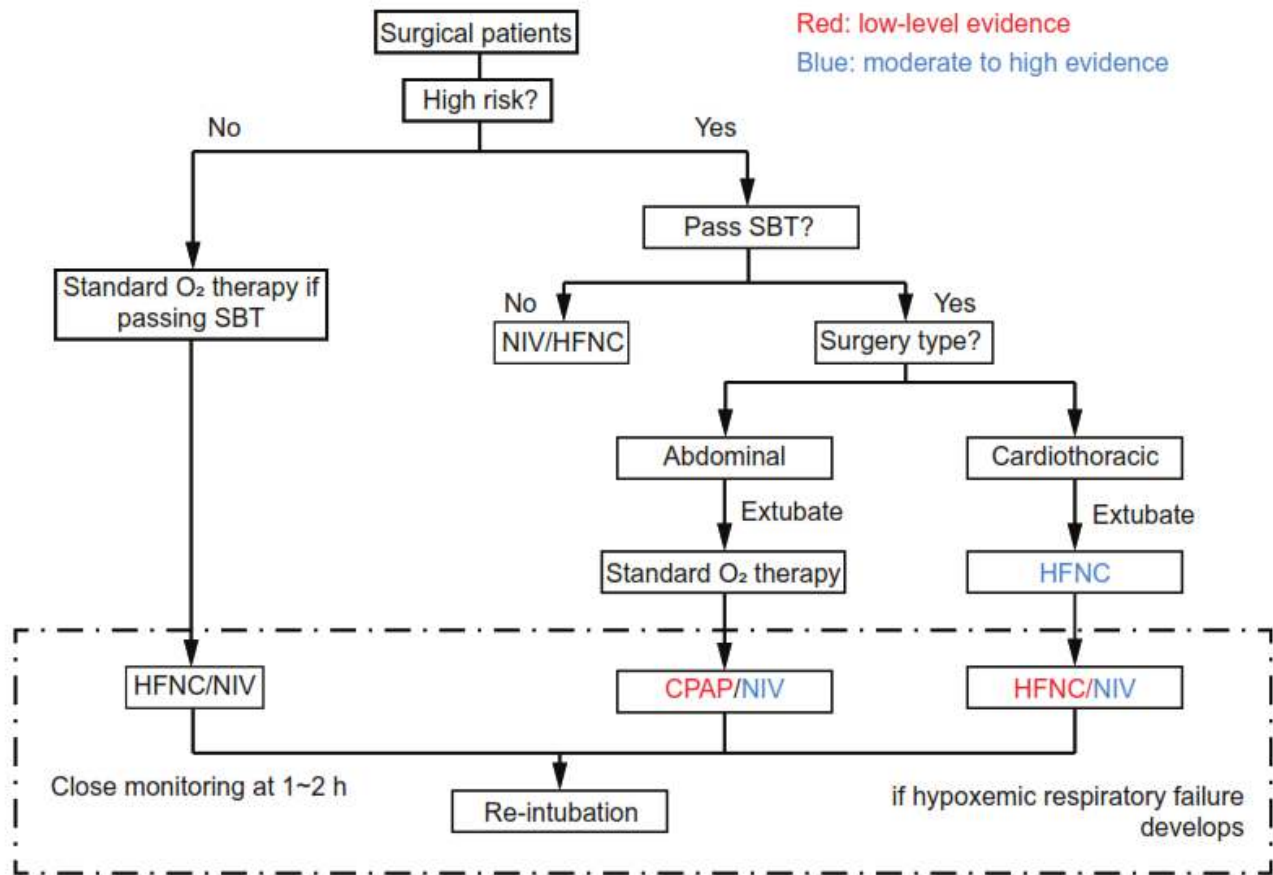 Surgical patients
Red: low-level evidence
Blue: moderate to high evidence
High risk?
No
Yes
Pass SBT?
Standard O₂ therapy if
passing SBT
No
Yes
NIV/HFNC
Surgery type?
Abdominal
Cardiothoracic
Extubate
Extubate
Standard O₂ therapy
HFNC
HFNC/NIV
CPAP/NIV
HFNC/NIV
Close monitoring at 1~2 h
Re-intubation
if hypoxemic respiratory failure
develops